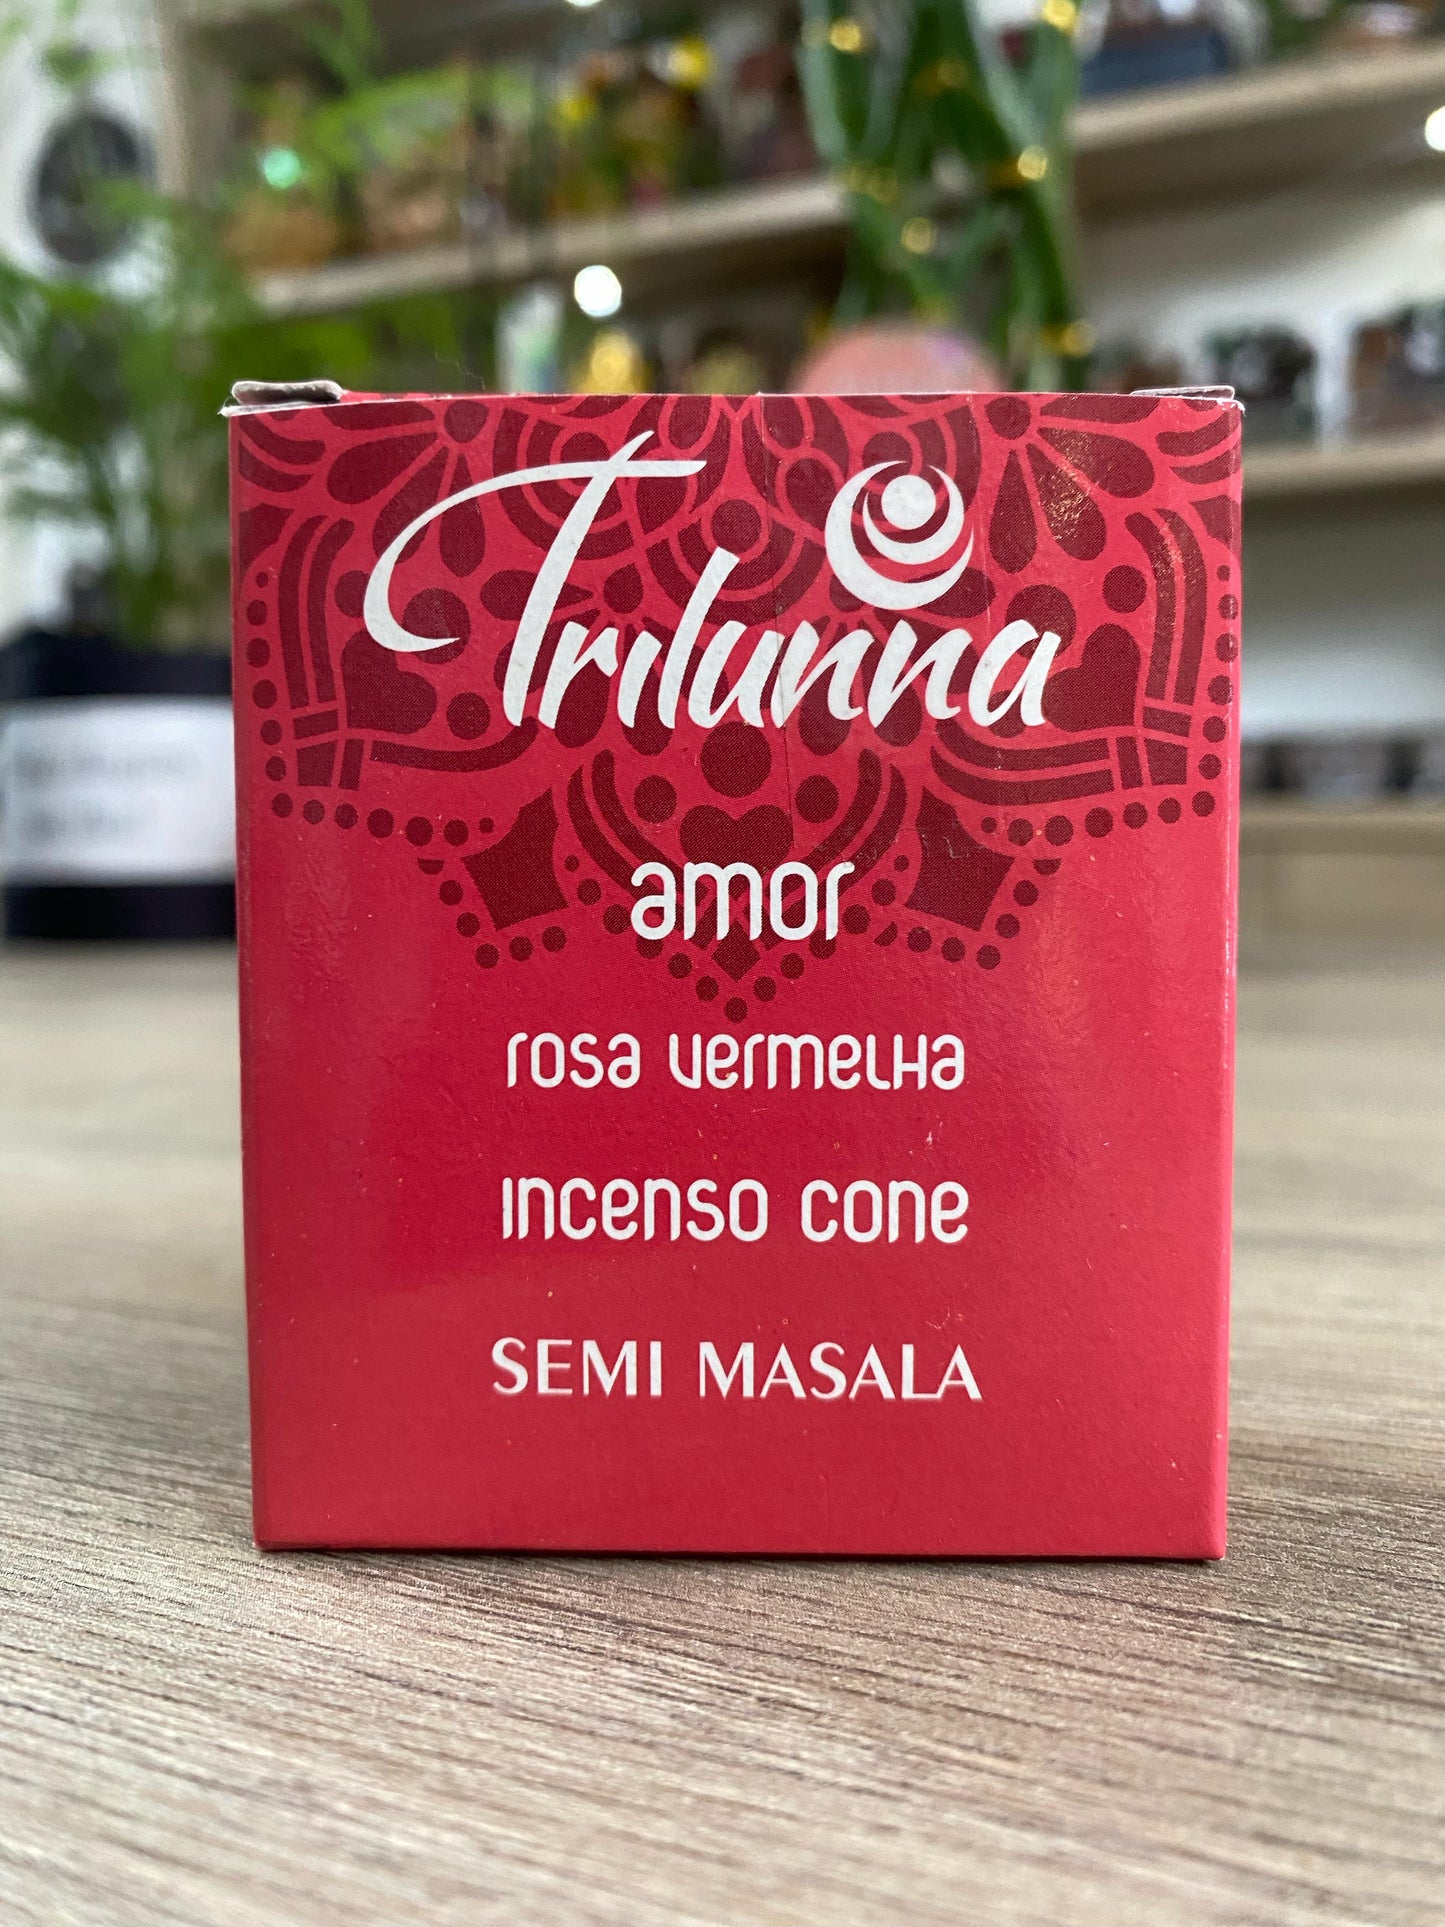 Trilunna
amor
rosa vermelha
incenso cone
SEMI MASALA